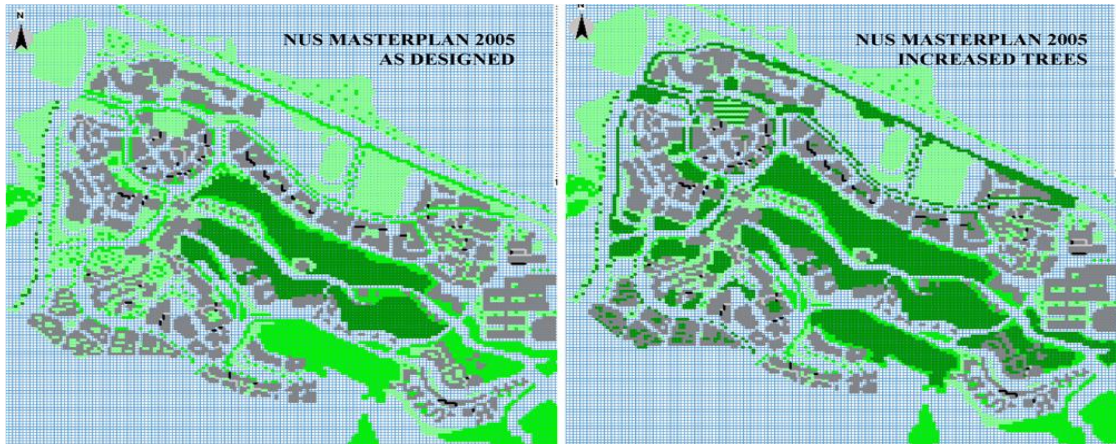 N
NUS MASTERPLAN 2005
AS DESIGNED
N
NUS MASTERPLAN 2005
INCREASED TREES